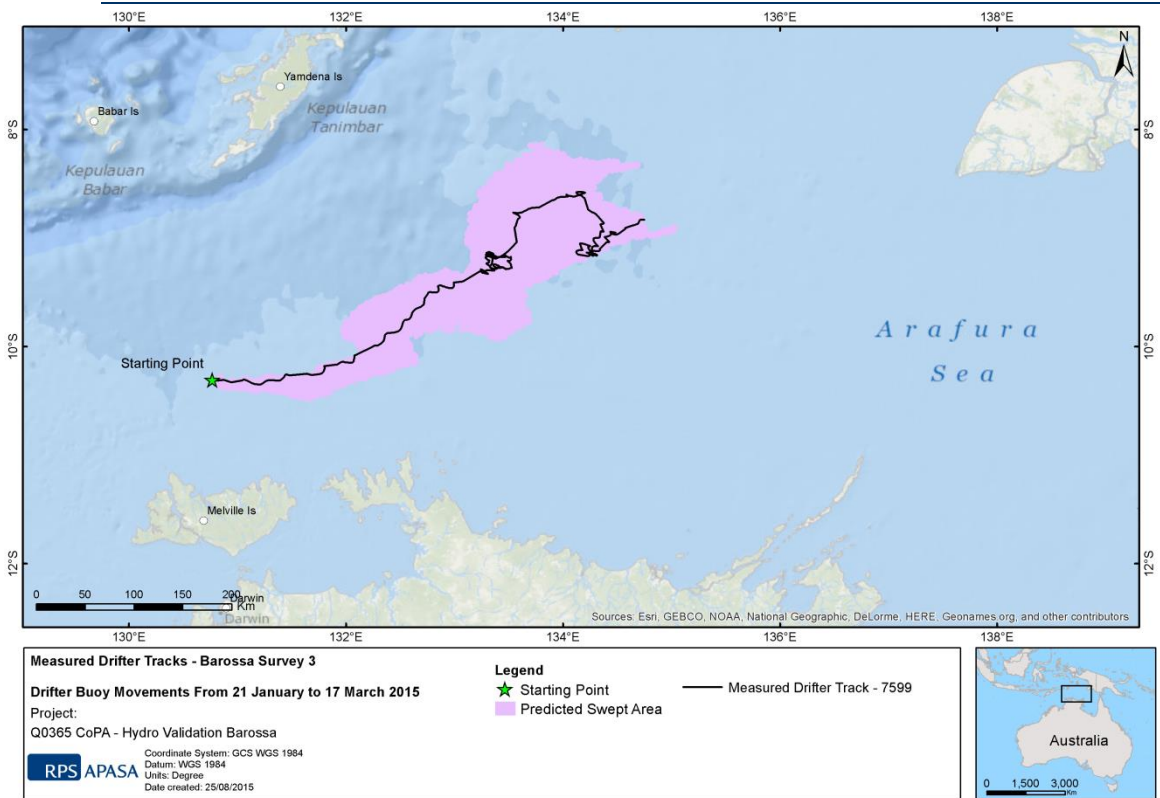 130°E 132°E 134°E 136°E 138°E
N
Yamdena Is
Babar Is
Kepulauan
Tanimbar
8°S 8°S
Kepulauan
Babar
Arafura
Sea
10°S 10°S
Starting Point
Melville Is
12°S 12°S
0 50 100 150 200
Km
Darwin
Darwin
Sources: Esri, GEBCO, NOAA, National Geographic, DeLorme, HERE, Geonames.org, and other contributors
130°E 132°E 134°E 136°E 138°E
Measured Drifter Tracks - Barossa Survey 3
Drifter Buoy Movements From 21 January to 17 March 2015
Project:
Q0365 CoPA - Hydro Validation Barossa
RPS APASA
Coordinate System: GCS WGS 1984
Datum: WGS 1984
Units: Degree
Date created: 25/08/2015
Legend
Starting Point
Predicted Swept Area
Measured Drifter Track - 7599
Australia
0 1,500 3,000
Km